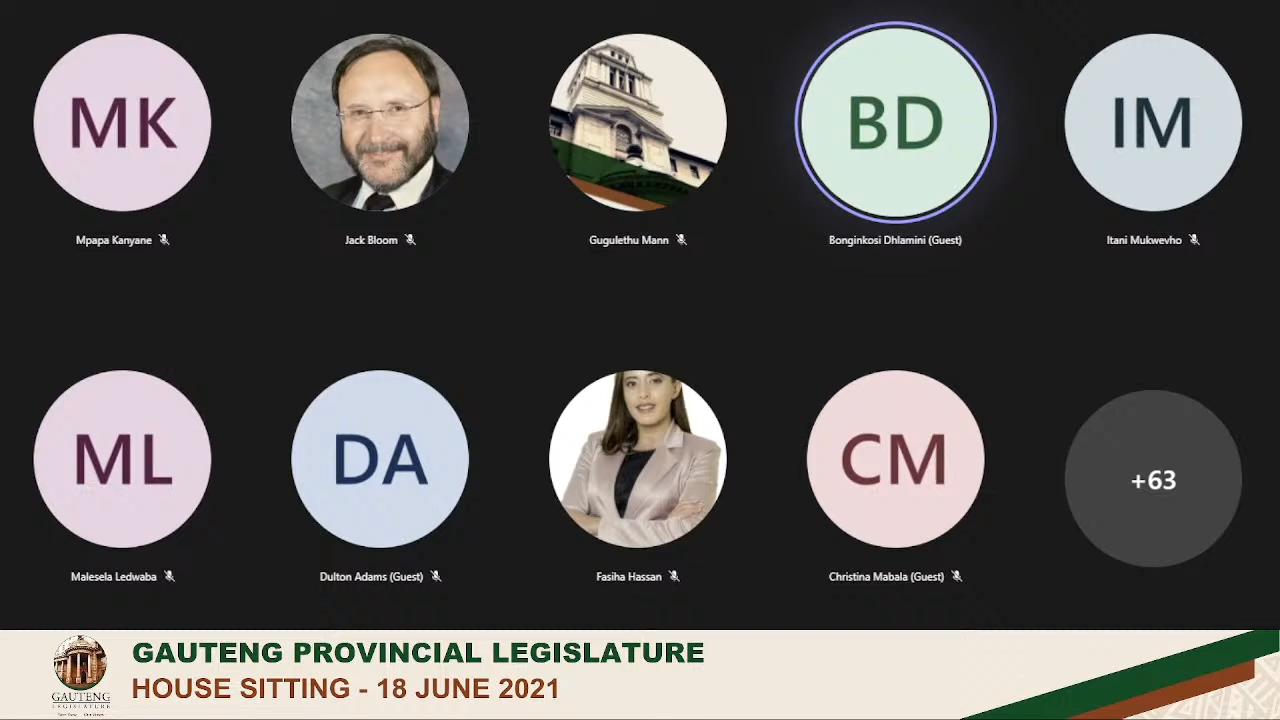 MK
BD
IM
Mpapa Kanyane
Jack Bloom
Gugulethu Mann
Bonginkosi Dhlamini (Guest)
Itani Mukwevho
ML
DA
CM
+63
Malesela Ledwaba
Dulton Adams (Guest)
Fasiha Hassan
Christina Mabala (Guest)
GAUTENG PROVINCIAL LEGISLATURE
HOUSE SITTING - 18 JUNE 2021
GAUTENG
LEGISLATURE